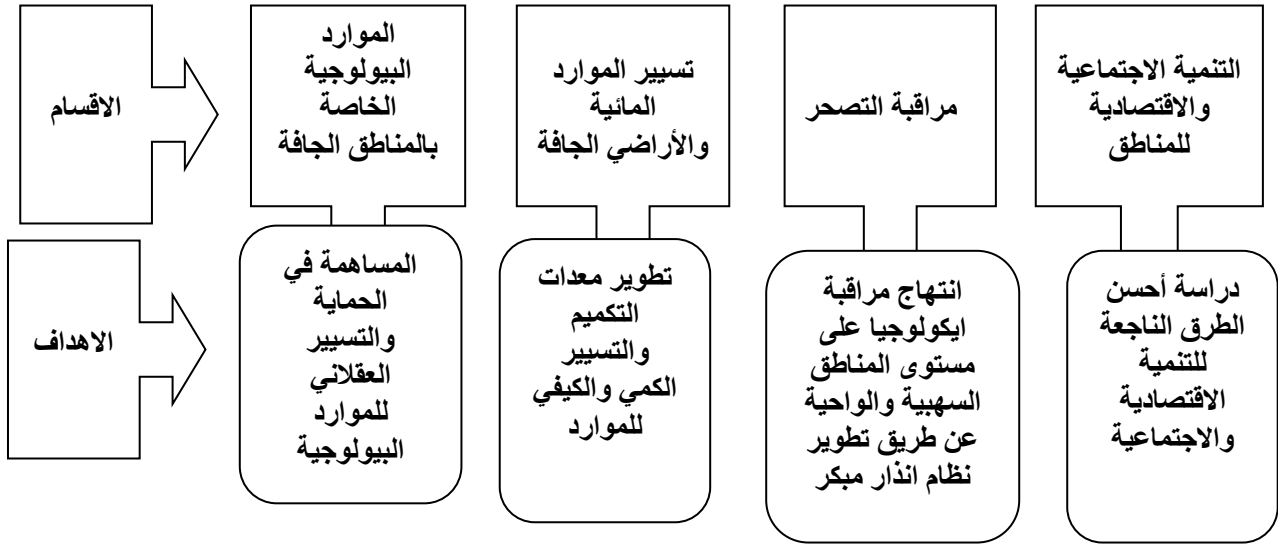 الاقسام
الموارد
البيولوجية
الخاصة
بالمناطق الجافة
تسيير الموارد
المائية
والأراضي الجافة
مراقبة التصحر
التنمية الاجتماعية
والاقتصادية
للمناطق
الاهداف
المساهمة في
الحماية
والتسيير
العقلاني
للموارد
البيولوجية
تطوير معدات
التكميم
والتسيير
الكمي والكيفي
للموارد
انتهاج مراقبة
ايكولوجيا على
مستوى المناطق
السهبية والواحية
عن طريق تطوير
نظام انذار مبكر
دراسة أحسن
الطرق الناجعة
للتنمية
الاقتصادية
والاجتماعية